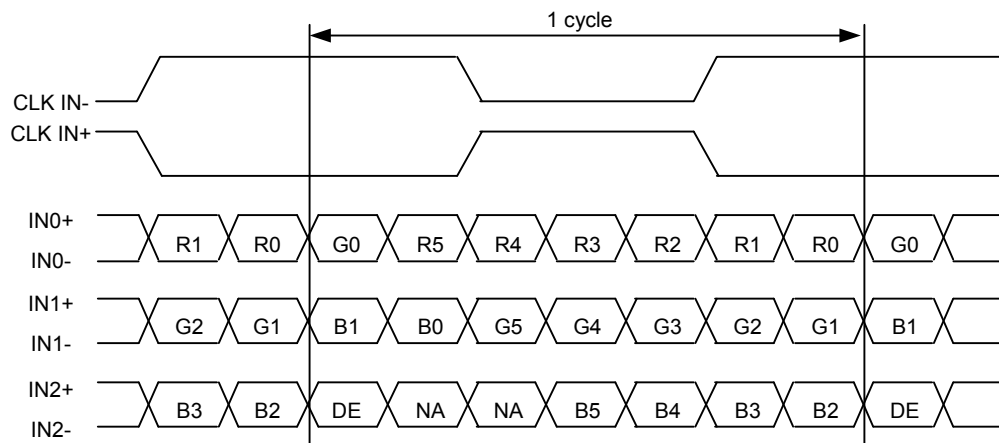 1 cycle
CLK IN-
CLK IN+
IN0+
R1 R0 G0 R5 R4 R3 R2 R1 R0 G0
IN0-
IN1+
G2 G1 B1 B0 G5 G4 G3 G2 G1 B1
IN1-
IN2+
B3 B2 DE NA NA B5 B4 B3 B2 DE
IN2-